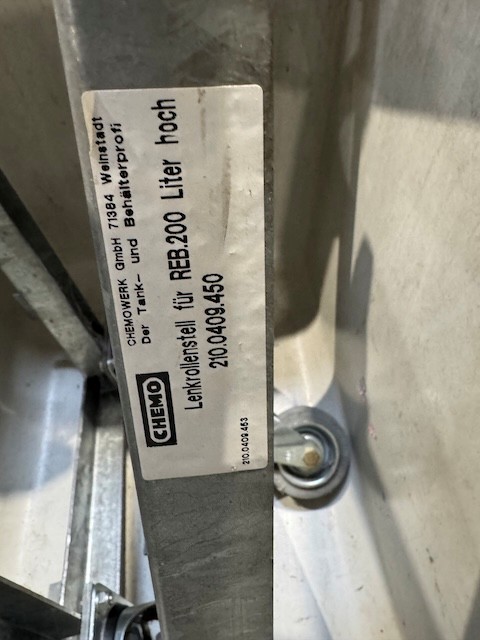 CHEMO
CHEMOWERK GmbH 71384 Weinstadt
Der Tank- und Behälterprofi
Lenkrollenstell für REB.200 Liter hoch
210.0409.450
210.0409.453